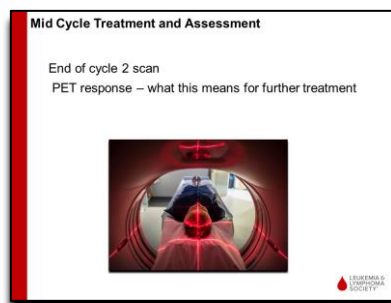 Mid Cycle Treatment and Assessment
End of cycle 2 scan
PET response – what this means for further treatment
LEUKEMIA &
LYMPHOMA
SOCIETY